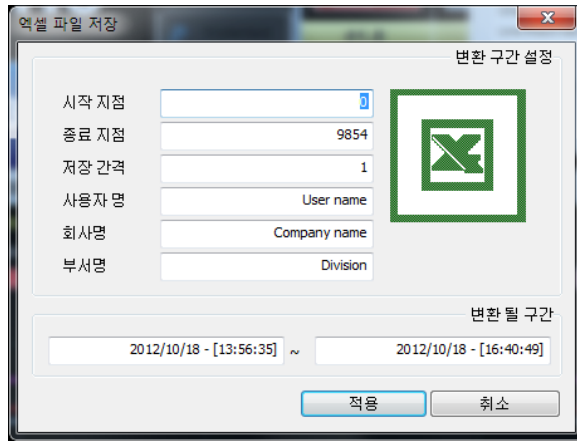 엑셀 파일 저장
변환 구간 설정
시작 지점 0
종료 지점 9854
저장 간격 1
사용자 명 User name
회사명 Company name
부서명 Division
변환 될 구간
2012/10/18 - [13:56:35] ~ 2012/10/18 - [16:40:49]
적용 취소